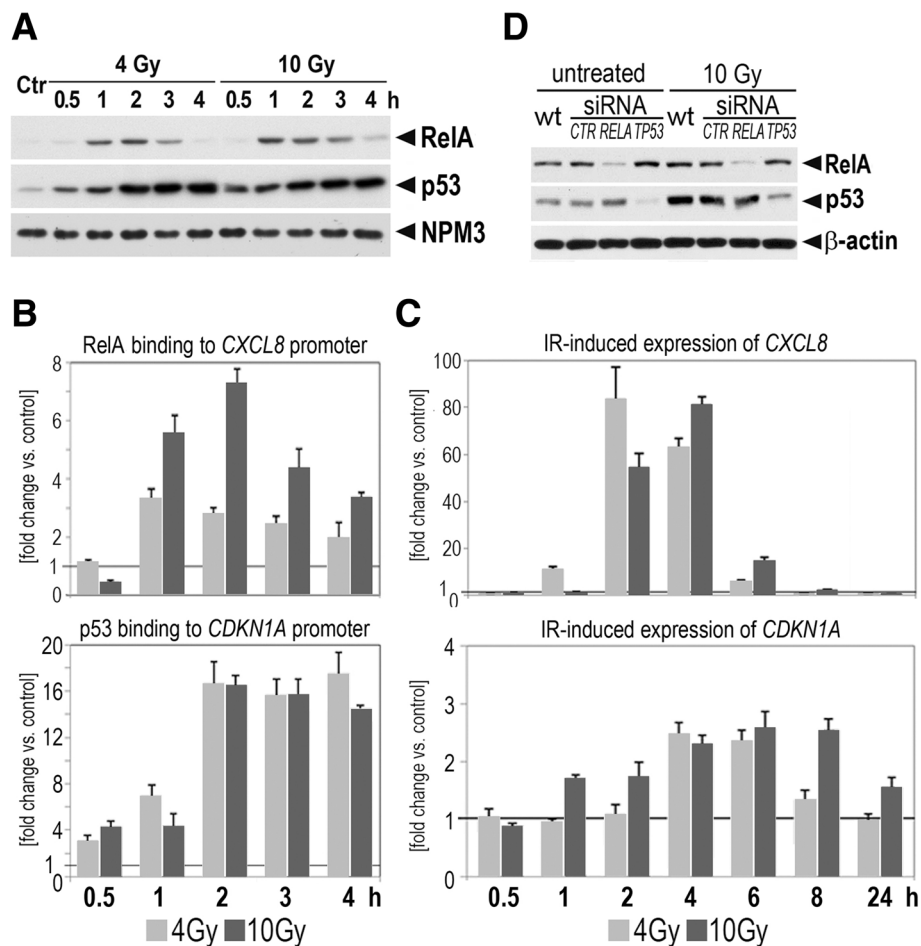 A
4 Gy 10 Gy
Ctr 0.5 1 2 3 4 0.5 1 2 3 4 h
RelA
p53
NPM3
D
untreated 10 Gy
wt siRNA wt siRNA
CTR RELA TP53 CTR RELA TP53
RelA
p53
β-actin
B
RelA binding to CXCL8 promoter
[fold change vs. control]
8
6
4
2
1
0
p53 binding to CDKN1A promoter
[fold change vs. control]
20
16
12
8
4
1
0
0.5 1 2 3 4 h
4Gy 10Gy
C
IR-induced expression of CXCL8
[fold change vs. control]
100
80
60
40
20
1
0
IR-induced expression of CDKN1A
[fold change vs. control]
4
3
2
1
0
0.5 1 2 4 6 8 24 h
4Gy 10Gy